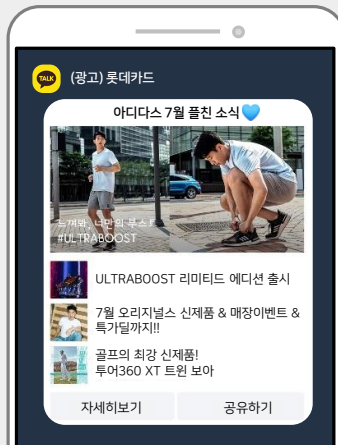 TALK
(광고) 롯데카드
아디다스 7월 플친 소식
느껴봐, 너만의 부스트
#ULTRABOOST
ULTRABOOST 리미티드 에디션 출시
7월 오리지널스 신제품 & 매장이벤트 &
특가딜까지!!
골프의 최강 신제품!
투어360 XT 트윈 보아
자세히보기
공유하기